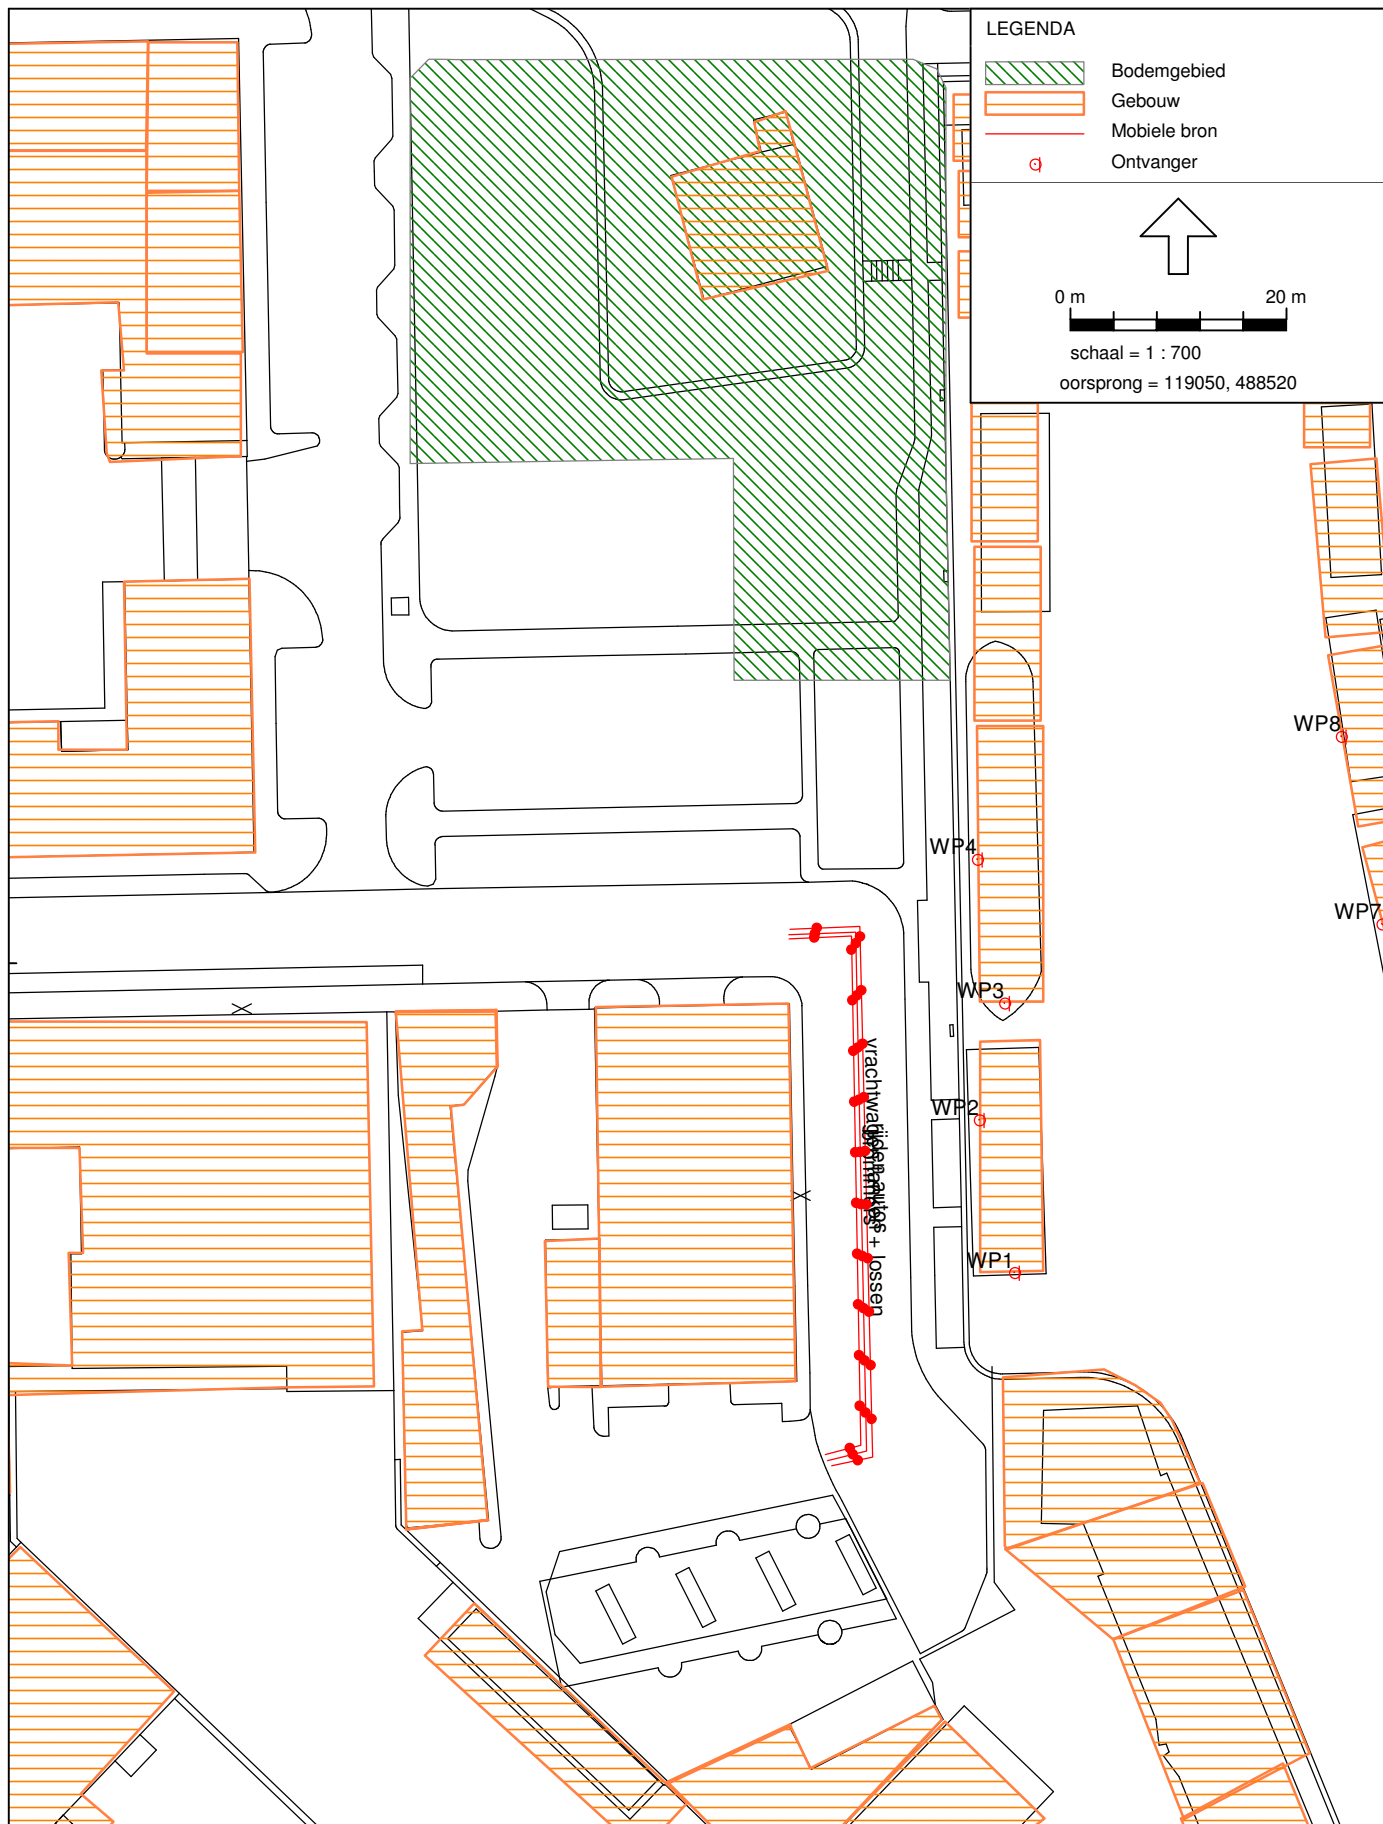 LEGENDA
Bodemgebied
Gebouw
Mobiele bron
Ontvanger
0 m 20 m
schaal = 1 : 700
oorsprong = 119050, 488520
WP8
WP4
WP7
WP3
WP2
WP1
+ lossen